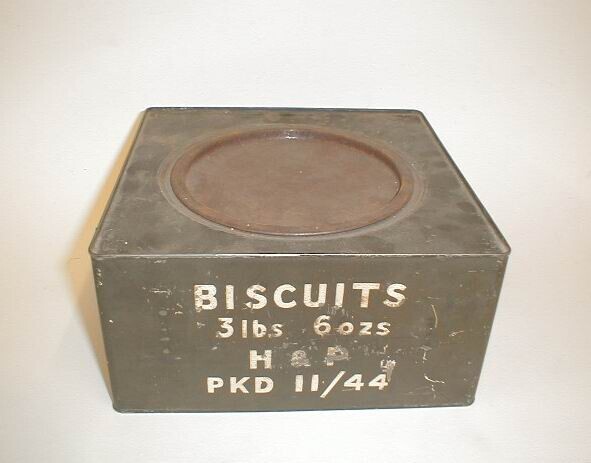 BISCUITS
3lbs 6ozs
H & P
PKD 11/44